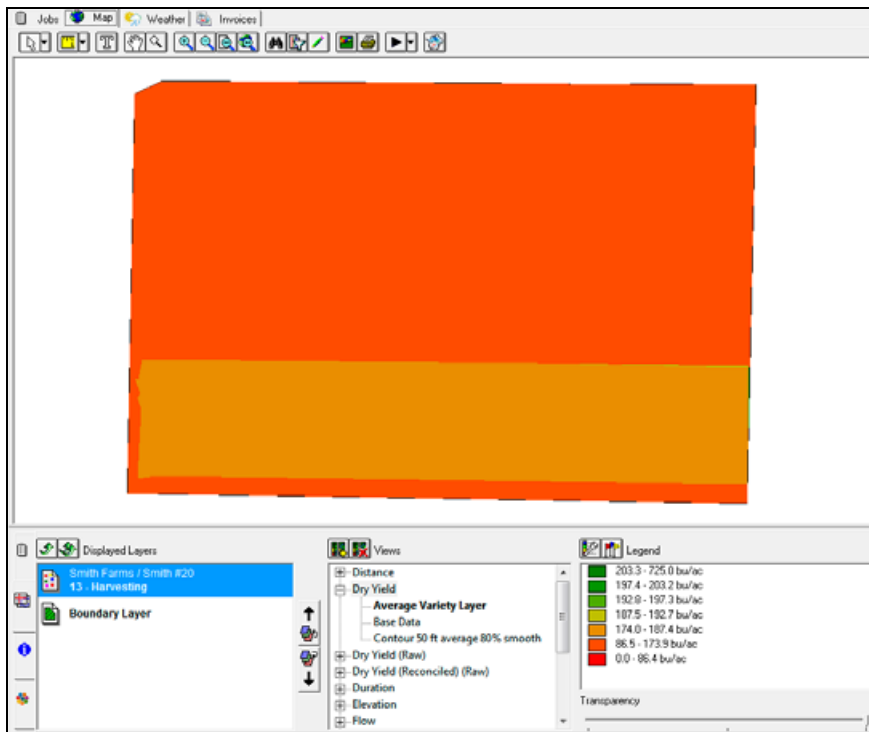 Jobs Map Weather Invoices
T
Displayed Layers
Smith Farms / Smith #20
13 - Harvesting
Boundary Layer
Views
Distance
Dry Yield
Average Variety Layer
Base Data
Contour 50 ft average 80% smooth
Dry Yield (Raw)
Dry Yield (Reconciled) (Raw)
Duration
Elevation
Flow
Legend
203.3 - 725.0 bu/ac
197.4 - 203.2 bu/ac
192.8 - 197.3 bu/ac
187.5 - 192.7 bu/ac
174.0 - 187.4 bu/ac
86.5 - 173.9 bu/ac
0.0 - 86.4 bu/ac
Transparency